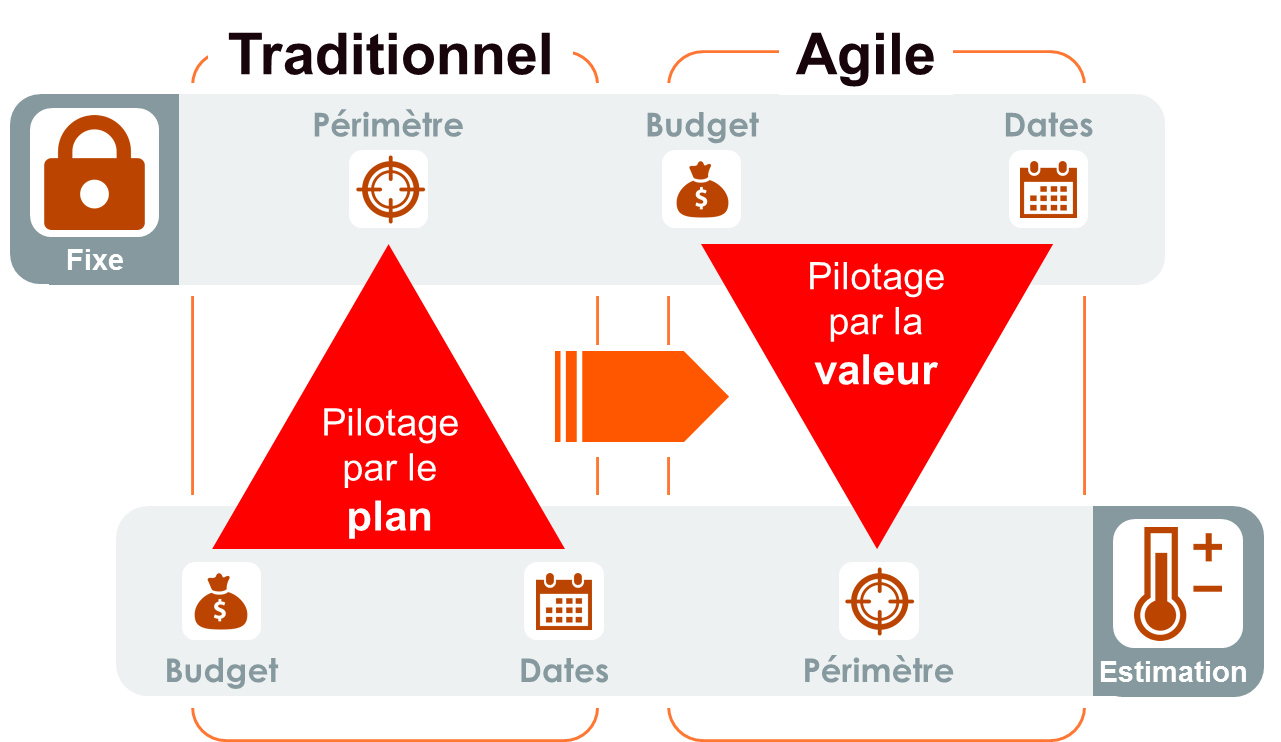 Traditionnel
Agile
Périmètre
Budget
Dates
Fixe
Pilotage
par la
valeur
Pilotage
par le
plan
Budget
Dates
Périmètre
Estimation